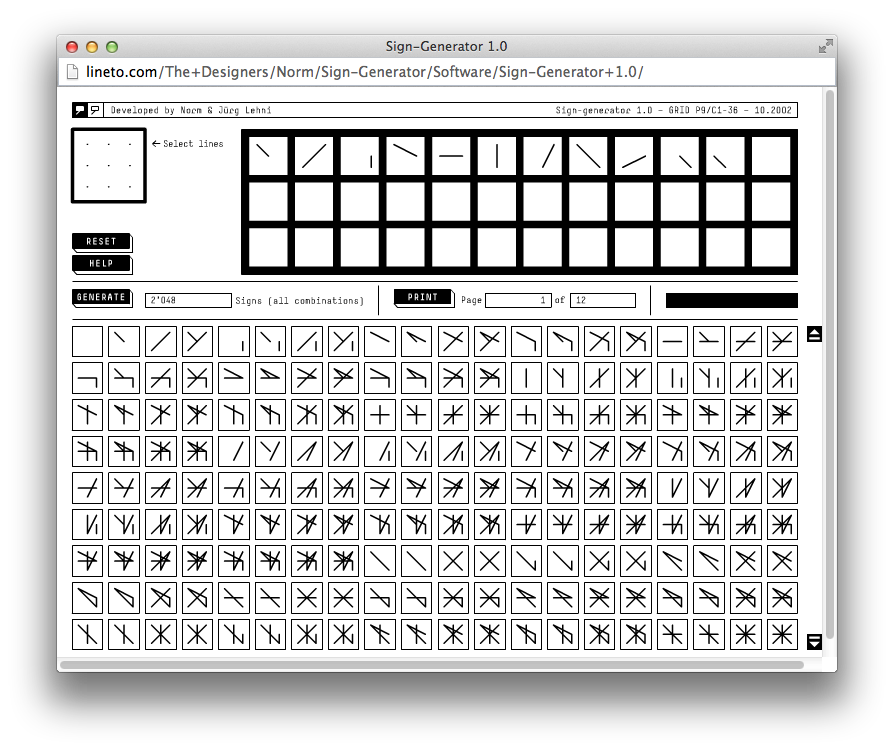 Sign-Generator 1.0
lineto.com/The+Designers/Norm/Sign-Generator/Software/Sign-Generator+1.0/
Developed by Norm & Jürg Lehni
Sign-generator 1.0 – GRID P9/C1-36 – 10.2002
← Select lines
RESET
HELP
GENERATE 2'048 Signs (all combinations) PRINT Page 1 of 12